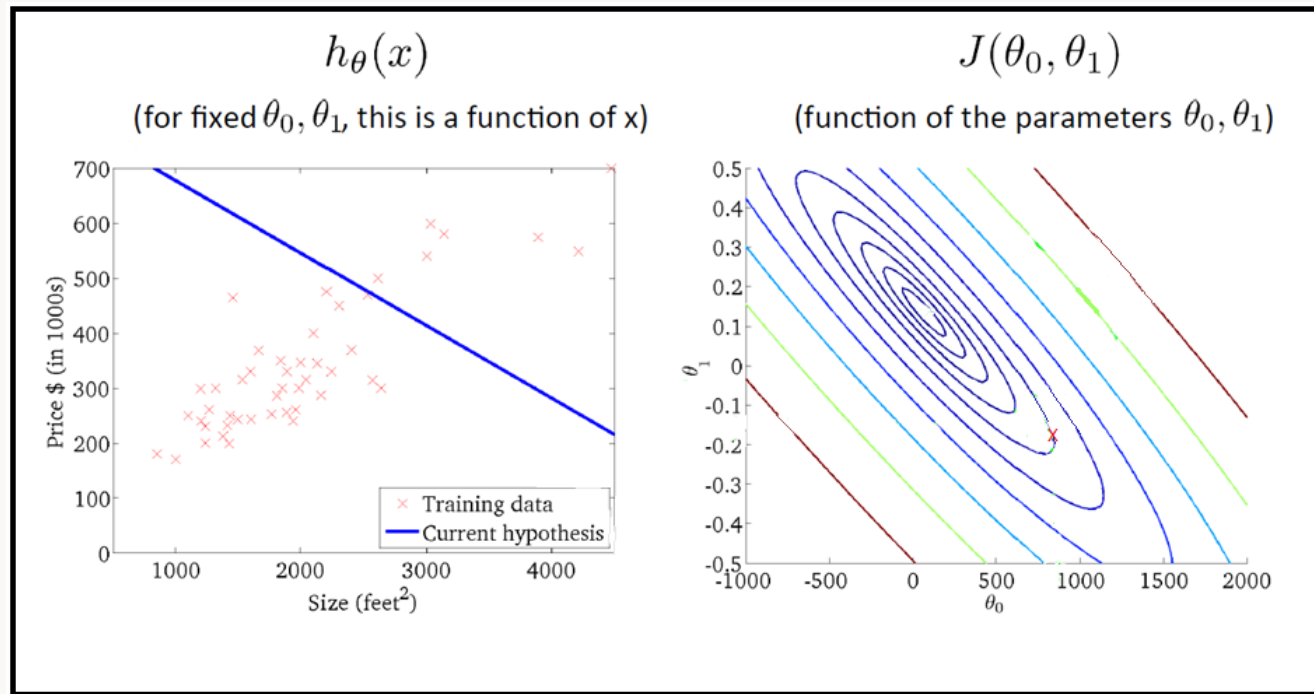 h_θ(x)
(for fixed θ₀, θ₁, this is a function of x)
700
600
500
400
300
200
100
0
Price $ (in 1000s)
1000 2000 3000 4000
Size (feet²)
Training data
Current hypothesis
J(θ₀, θ₁)
(function of the parameters θ₀, θ₁)
0.5
0.4
0.3
0.2
0.1
0
-0.1
-0.2
-0.3
-0.4
-0.5
θ₁
-1000 -500 0 500 1000 1500 2000
θ₀